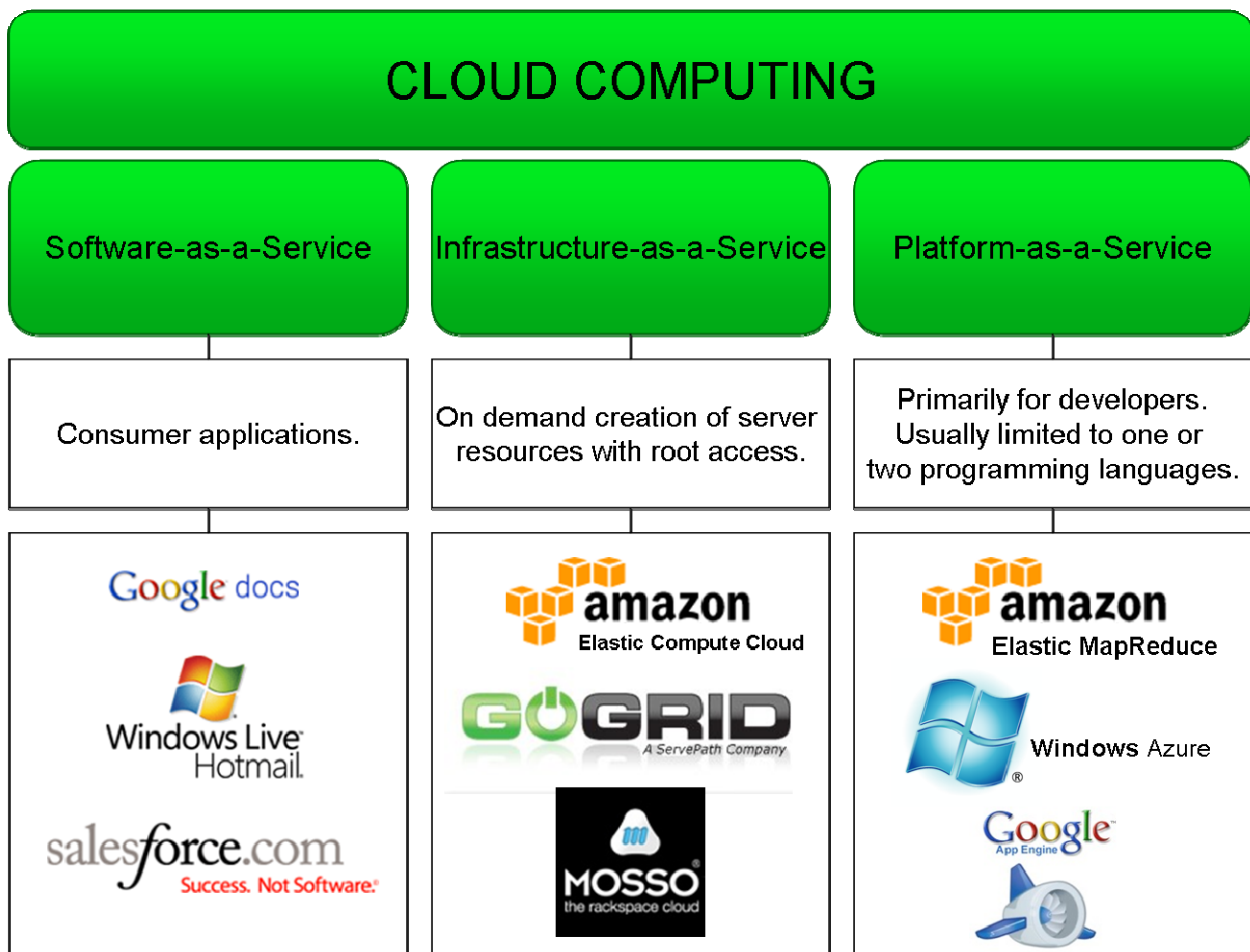 CLOUD COMPUTING
Software-as-a-Service
Infrastructure-as-a-Service
Platform-as-a-Service
Consumer applications.
On demand creation of server
resources with root access.
Primarily for developers.
Usually limited to one or
two programming languages.
Google docs
Windows Live™
Hotmail.
salesforce.com
Success. Not Software.®
amazon
Elastic Compute Cloud
GOGRID
A ServePath Company
MOSSO®
the rackspace cloud
amazon
Elastic MapReduce
Windows Azure
®
Google™
App Engine